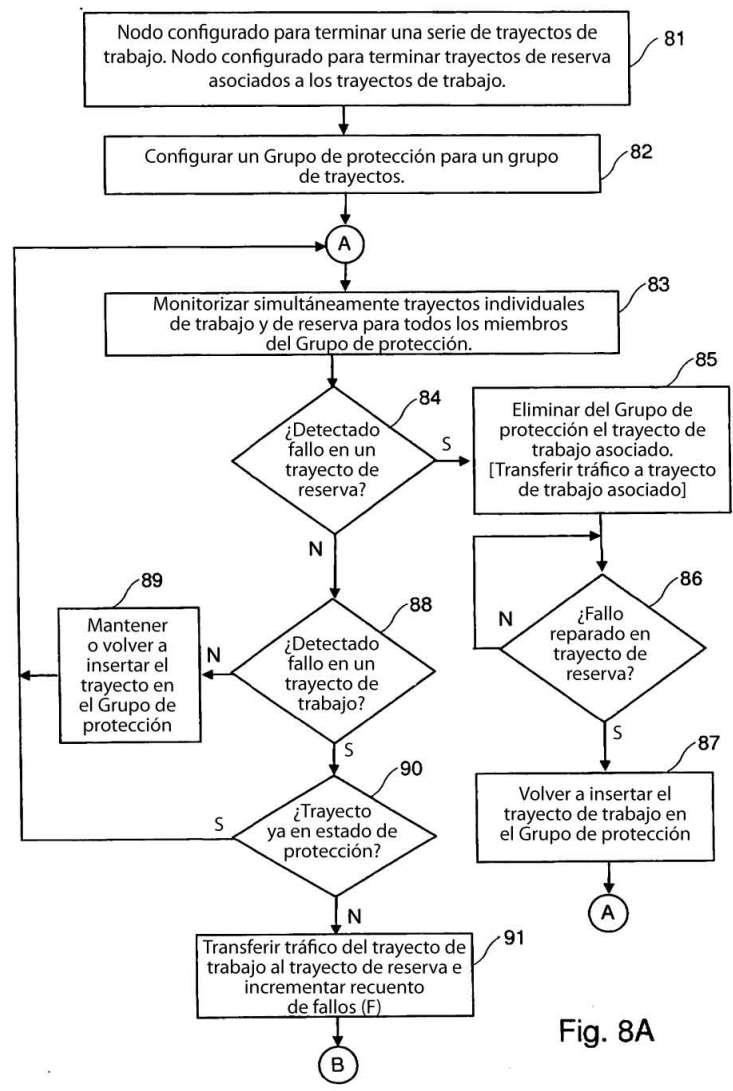 Nodo configurado para terminar una serie de trayectos de
trabajo. Nodo configurado para terminar trayectos de reserva
asociados a los trayectos de trabajo.
81
Configurar un Grupo de protección para un grupo
de trayectos.
82
A
Monitorizar simultáneamente trayectos individuales
de trabajo y de reserva para todos los miembros
del Grupo de protección.
83
¿Detectado
fallo en un
trayecto de
reserva?
84
S
N
Eliminar del Grupo de
protección el trayecto de
trabajo asociado.
[Transferir tráfico a trayecto
de trabajo asociado]
85
¿Fallo
reparado en
trayecto de
reserva?
86
N
S
¿Detectado
fallo en un
trayecto de
trabajo?
88
N
S
Mantener
o volver a
insertar el
trayecto en
el Grupo de
protección
89
Volver a insertar el
trayecto de trabajo en
el Grupo de protección
87
A
¿Trayecto
ya en estado de
protección?
90
S
N
Transferir tráfico del trayecto de
trabajo al trayecto de reserva e
incrementar recuento
de fallos (F)
91
B
Fig. 8A